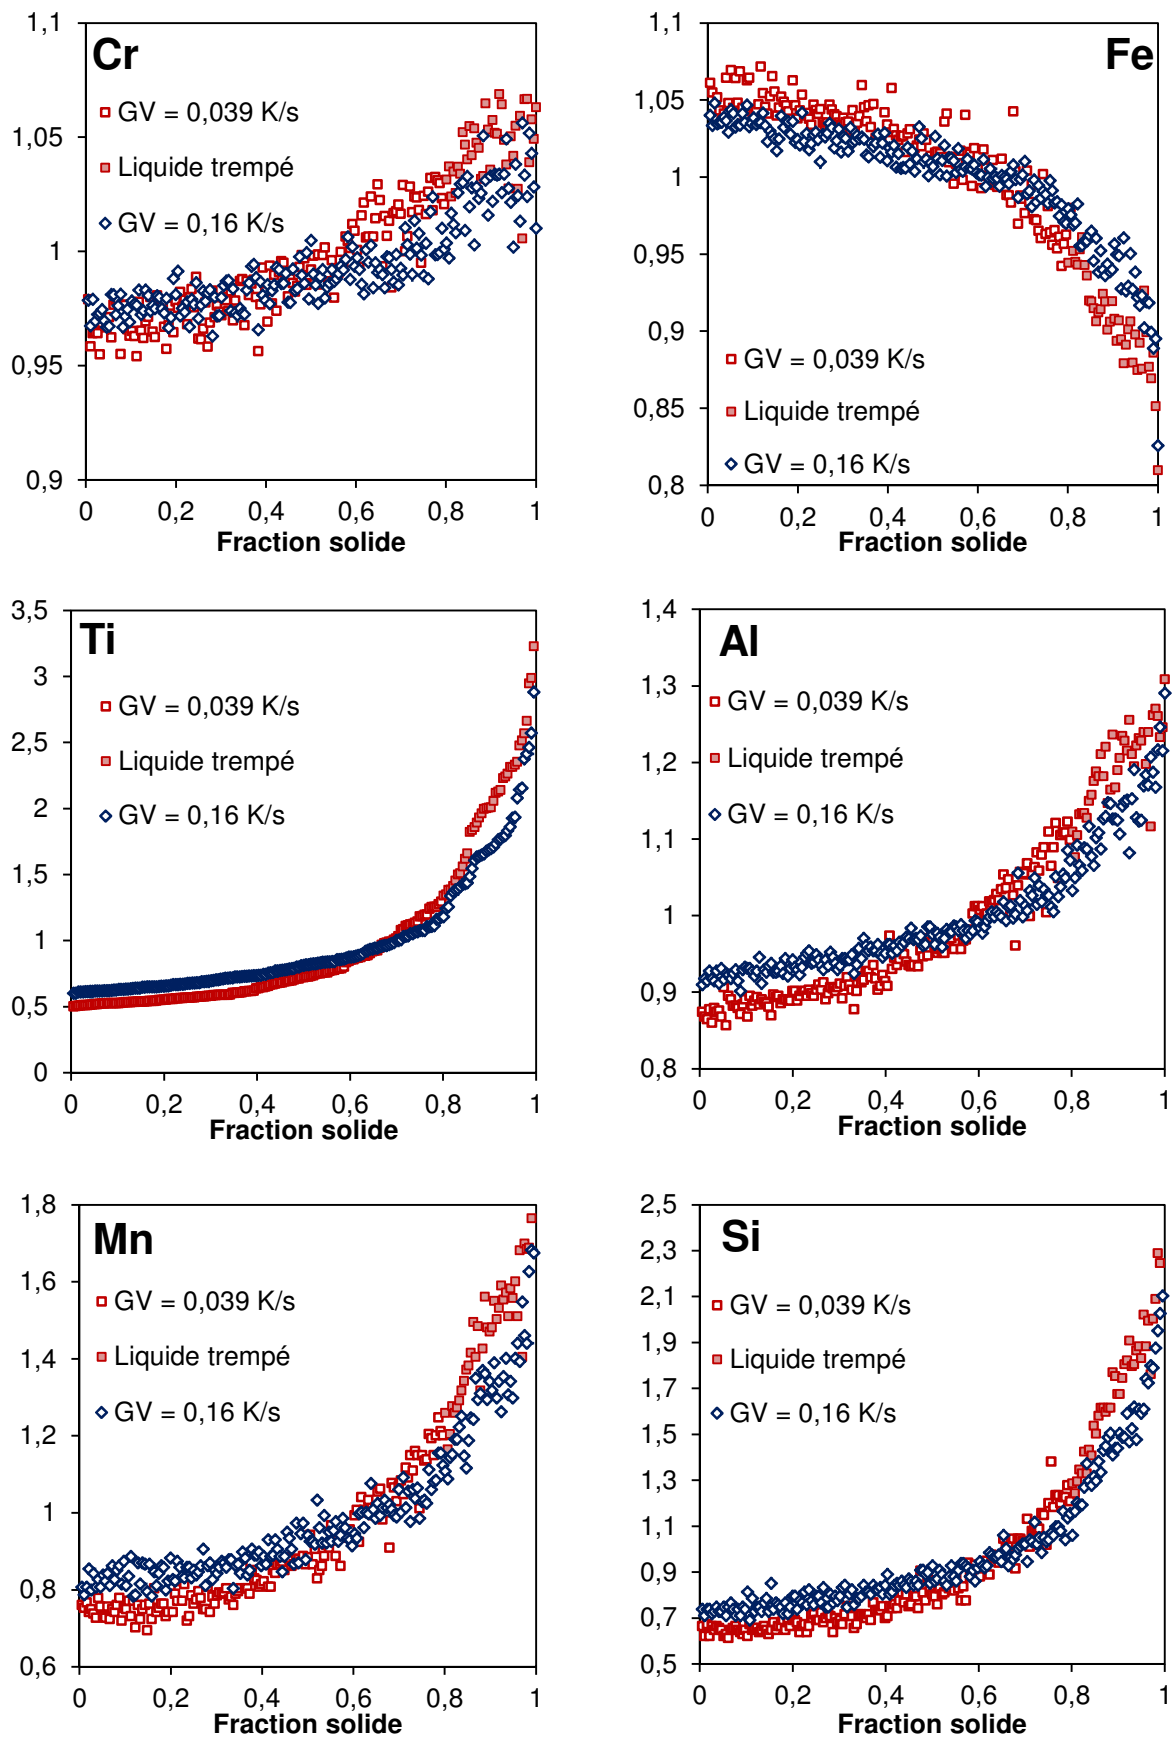 Cr
1,1
1,05
1
0,95
0,9
GV = 0,039 K/s
Liquide trempé
GV = 0,16 K/s
0 0,2 0,4 0,6 0,8 1
Fraction solide
Fe
1,1
1,05
1
0,95
0,9
0,85
0,8
GV = 0,039 K/s
Liquide trempé
GV = 0,16 K/s
0 0,2 0,4 0,6 0,8 1
Fraction solide
Ti
3,5
3
2,5
2
1,5
1
0,5
0
GV = 0,039 K/s
Liquide trempé
GV = 0,16 K/s
0 0,2 0,4 0,6 0,8 1
Fraction solide
Al
1,4
1,3
1,2
1,1
1
0,9
0,8
GV = 0,039 K/s
Liquide trempé
GV = 0,16 K/s
0 0,2 0,4 0,6 0,8 1
Fraction solide
Mn
1,8
1,6
1,4
1,2
1
0,8
0,6
GV = 0,039 K/s
Liquide trempé
GV = 0,16 K/s
0 0,2 0,4 0,6 0,8 1
Fraction solide
Si
2,5
2,3
2,1
1,9
1,7
1,5
1,3
1,1
0,9
0,7
0,5
GV = 0,039 K/s
Liquide trempé
GV = 0,16 K/s
0 0,2 0,4 0,6 0,8 1
Fraction solide